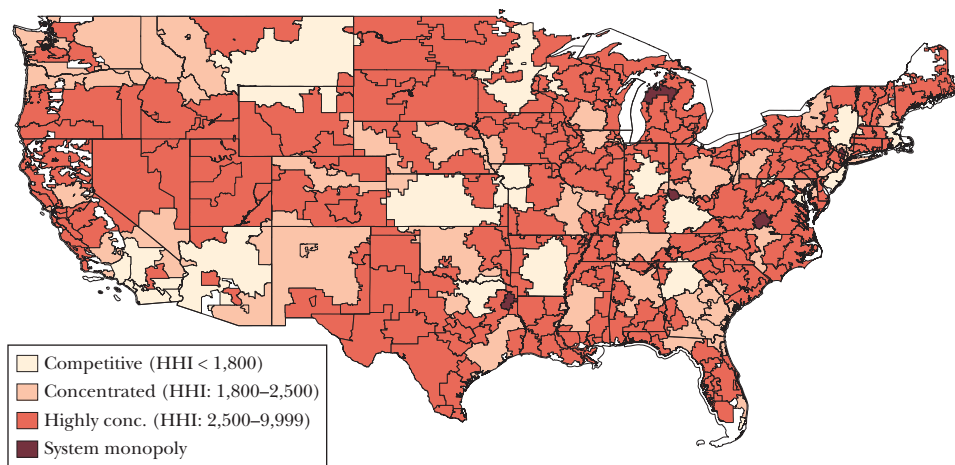 Competitive (HHI < 1,800)
Concentrated (HHI: 1,800–2,500)
Highly conc. (HHI: 2,500–9,999)
System monopoly